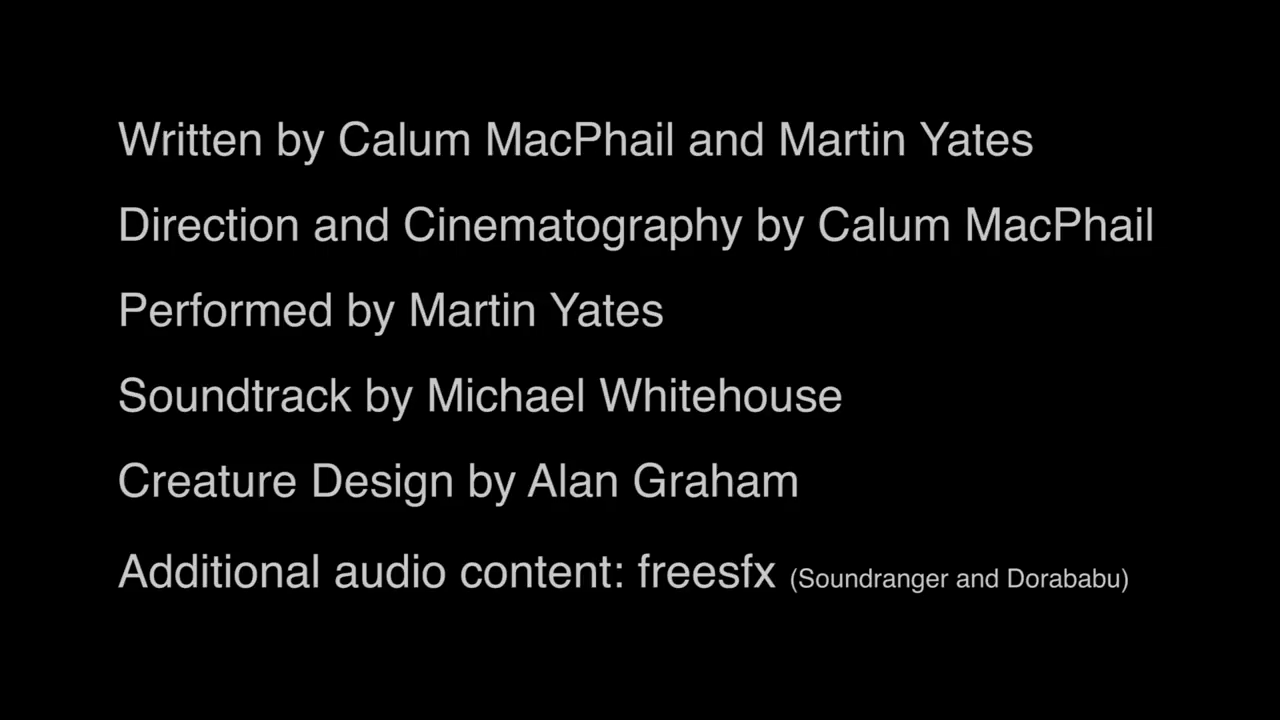 Written by Calum MacPhail and Martin Yates
Direction and Cinematography by Calum MacPhail
Performed by Martin Yates
Soundtrack by Michael Whitehouse
Creature Design by Alan Graham
Additional audio content: freesfx (Soundranger and Dorababu)